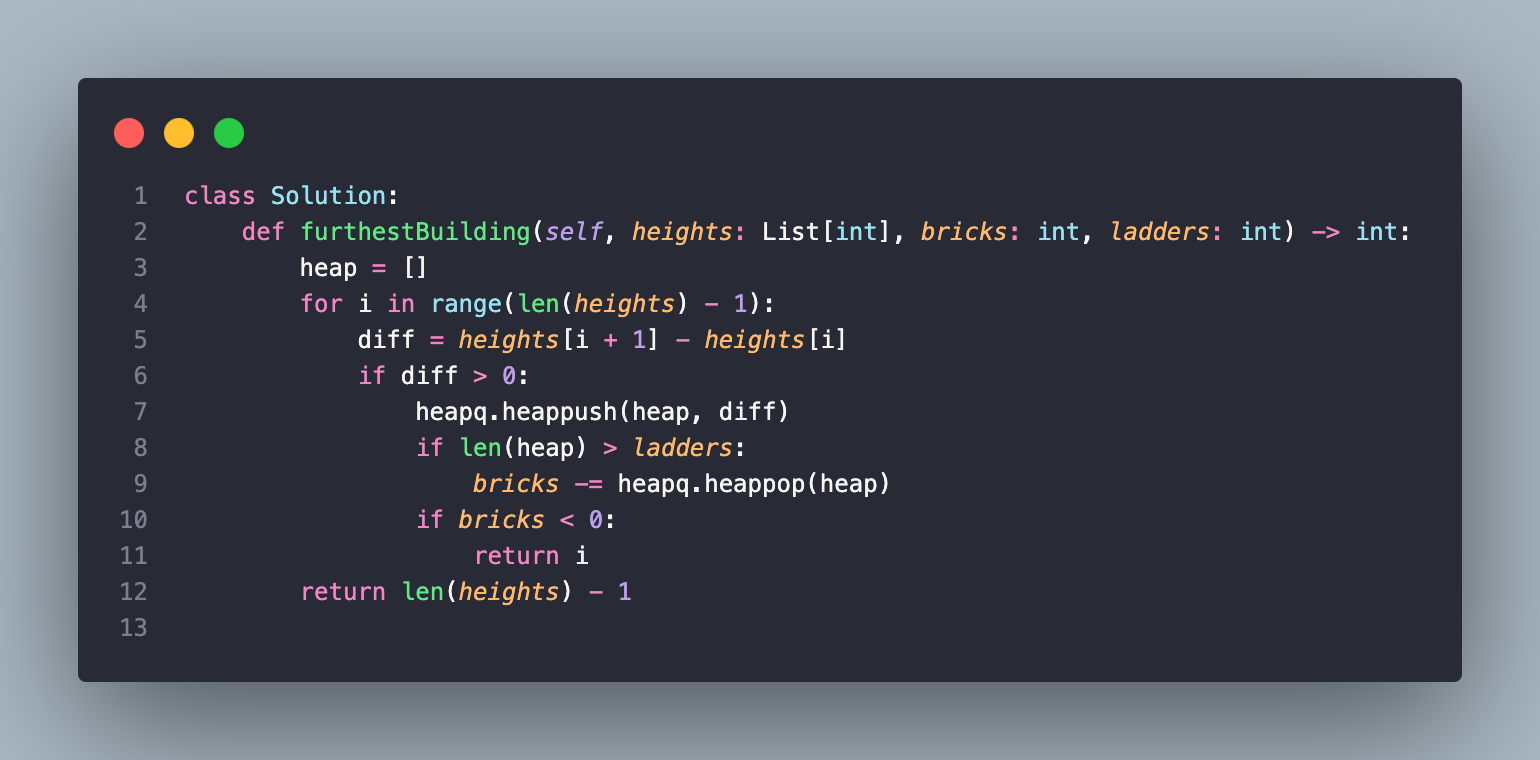 1 class Solution:
2     def furthestBuilding(self, heights: List[int], bricks: int, ladders: int) -> int:
3         heap = []
4         for i in range(len(heights) - 1):
5             diff = heights[i + 1] - heights[i]
6             if diff > 0:
7                 heapq.heappush(heap, diff)
8                 if len(heap) > ladders:
9                     bricks -= heapq.heappop(heap)
10                 if bricks < 0:
11                     return i
12         return len(heights) - 1
13